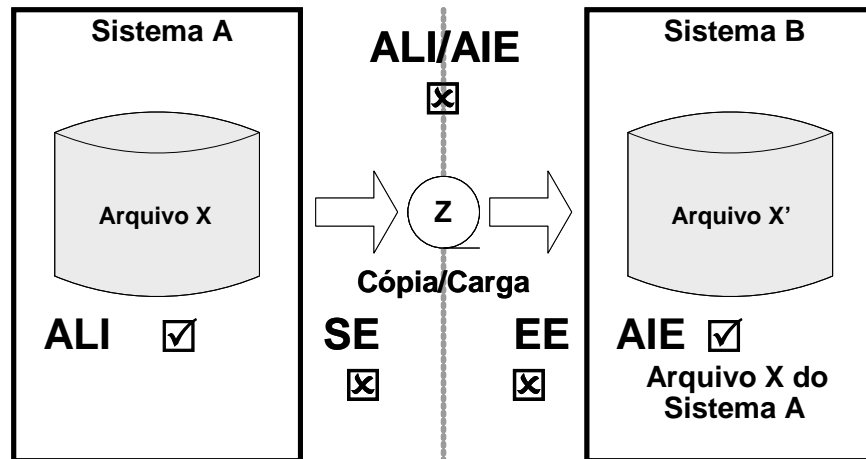 Sistema A
ALI/AIE
Sistema B
Arquivo X
Z
Arquivo X’
Cópia/Carga
ALI
SE
EE
AIE
Arquivo X do
Sistema A